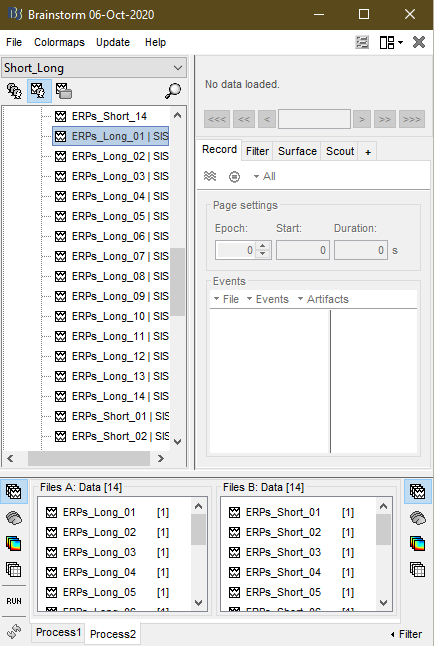 Brainstorm 06-Oct-2020
File Colormaps Update Help
Short_Long
ERPs_Short_14
ERPs_Long_01 | SIS
ERPs_Long_02 | SIS
ERPs_Long_03 | SIS
ERPs_Long_04 | SIS
ERPs_Long_05 | SIS
ERPs_Long_06 | SIS
ERPs_Long_07 | SIS
ERPs_Long_08 | SIS
ERPs_Long_09 | SIS
ERPs_Long_10 | SIS
ERPs_Long_11 | SIS
ERPs_Long_12 | SIS
ERPs_Long_13 | SIS
ERPs_Long_14 | SIS
ERPs_Short_01 | SIS
ERPs_Short_02 | SIS
No data loaded.
<<< << < > >> >>>
Record Filter Surface Scout +
All
Page settings
Epoch: Start: Duration:
0 0 0 s
Events
File Events Artifacts
Files A: Data [14]
ERPs_Long_01 [1]
ERPs_Long_02 [1]
ERPs_Long_03 [1]
ERPs_Long_04 [1]
ERPs_Long_05 [1]
ERPs_Long_06 [1]
Files B: Data [14]
ERPs_Short_01 [1]
ERPs_Short_02 [1]
ERPs_Short_03 [1]
ERPs_Short_04 [1]
ERPs_Short_05 [1]
ERPs_Short_06 [1]
RUN
Process1 Process2
Filter